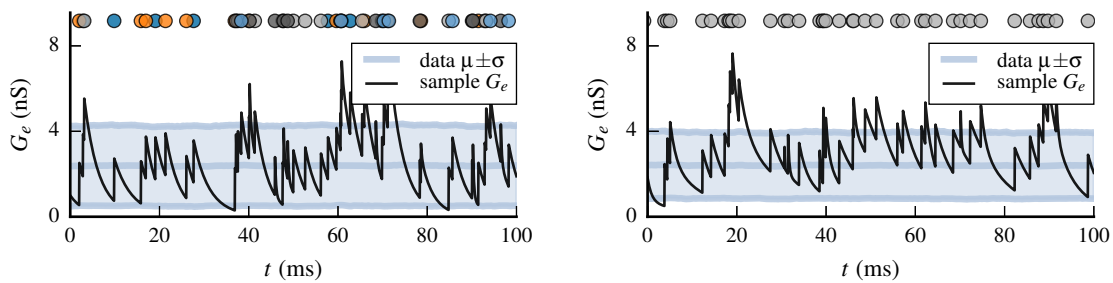 8
4
0
G_e (nS)
data μ±σ
sample G_e
0 20 40 60 80 100
t (ms)
8
4
0
G_e (nS)
data μ±σ
sample G_e
0 20 40 60 80 100
t (ms)